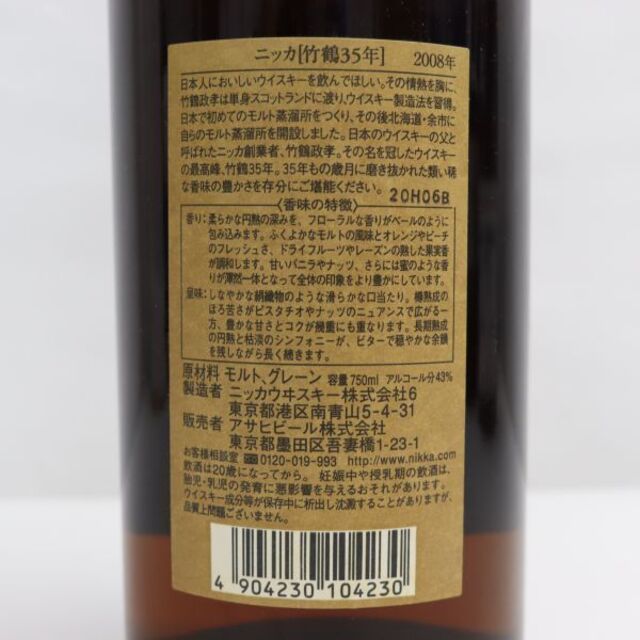 ニッカ[竹鶴35年] 2008年
日本人においしいウイスキーを飲んでほしい。その情熱を胸に、
竹鶴政孝は単身スコットランドに渡り、ウイスキー製造法を習得。
日本で初めてのモルト蒸溜所をつくり、その後北海道・余市に
自らのモルト蒸溜所を開設しました。日本のウイスキーの父と
呼ばれたニッカ創業者、竹鶴政孝。その名を冠したウイスキー
の最高峰、竹鶴35年。35年もの歳月に磨き抜かれた類い稀
な香味の豊かさを存分にご堪能ください。 20H06B
〈香味の特徴〉
香り:柔らかな円熟の深みを、フローラルな香りがベールのように
包み込みます。ふくよかなモルトの風味とオレンジやピーチ
のフレッシュさ、ドライフルーツやレーズンの熟した果実香
が調和します。甘いバニラやナッツ、さらには蜜のような香
りが渾然一体となって全体の印象をより豊かにしています。
呈味:しなやかな絹織物のような滑らかな口当たり。樽熟成の
ほろ苦さがピスタチオやナッツのニュアンスで広がる一
方、豊かな甘さとコクが幾重にも重なります。長期熟成
の円熟と枯淡のシンフォニーが、ビターで穏やかな余韻
を残しながら長く続きます。
原材料 モルト、グレーン 容量750ml アルコール分43%
製造者 ニッカウヰスキー株式会社6
東京都港区南青山5-4-31
販売者 アサヒビール株式会社
東京都墨田区吾妻橋1-23-1
お客様相談室 0120-019-993 http://www.nikka.com
飲酒は20歳になってから。妊娠中や授乳期の飲酒は、
胎児・乳児の発育に悪影響を与えるおそれがあります。
ウイスキー成分等が保存中に析出し沈澱することがありますが、
品質上問題ございません。
4 904230 104230